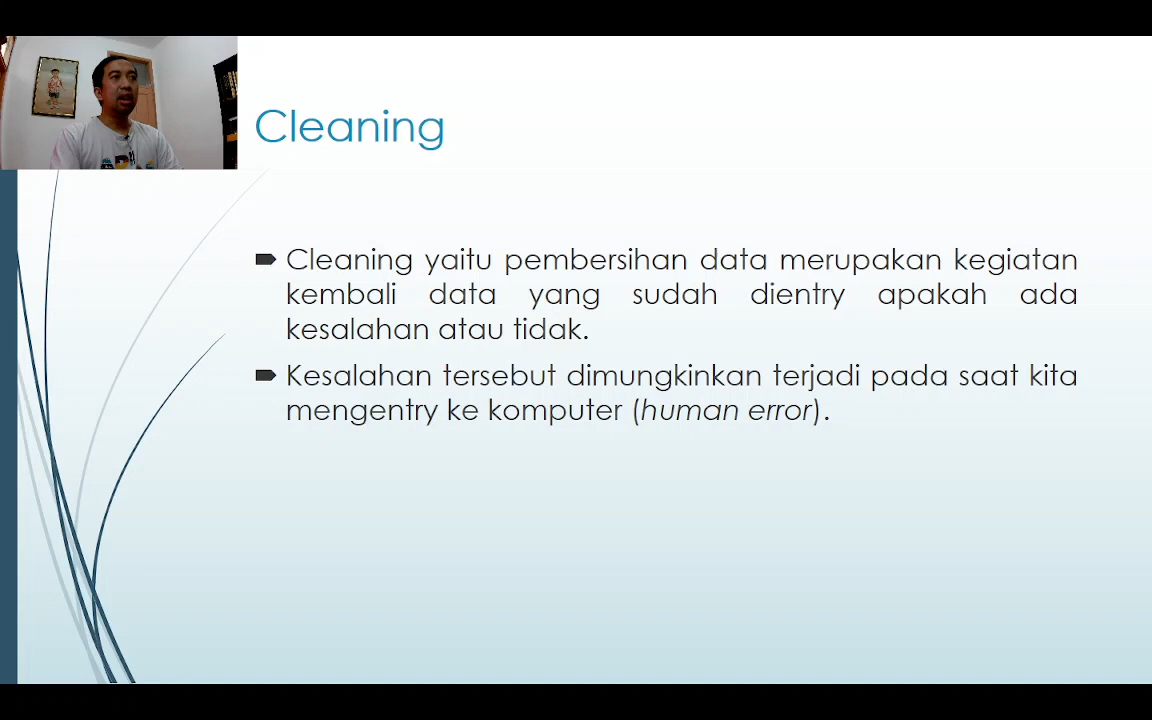 Cleaning
Cleaning yaitu pembersihan data merupakan kegiatan
kembali data yang sudah dientry apakah ada
kesalahan atau tidak.
Kesalahan tersebut dimungkinkan terjadi pada saat kita
mengentry ke komputer (human error).